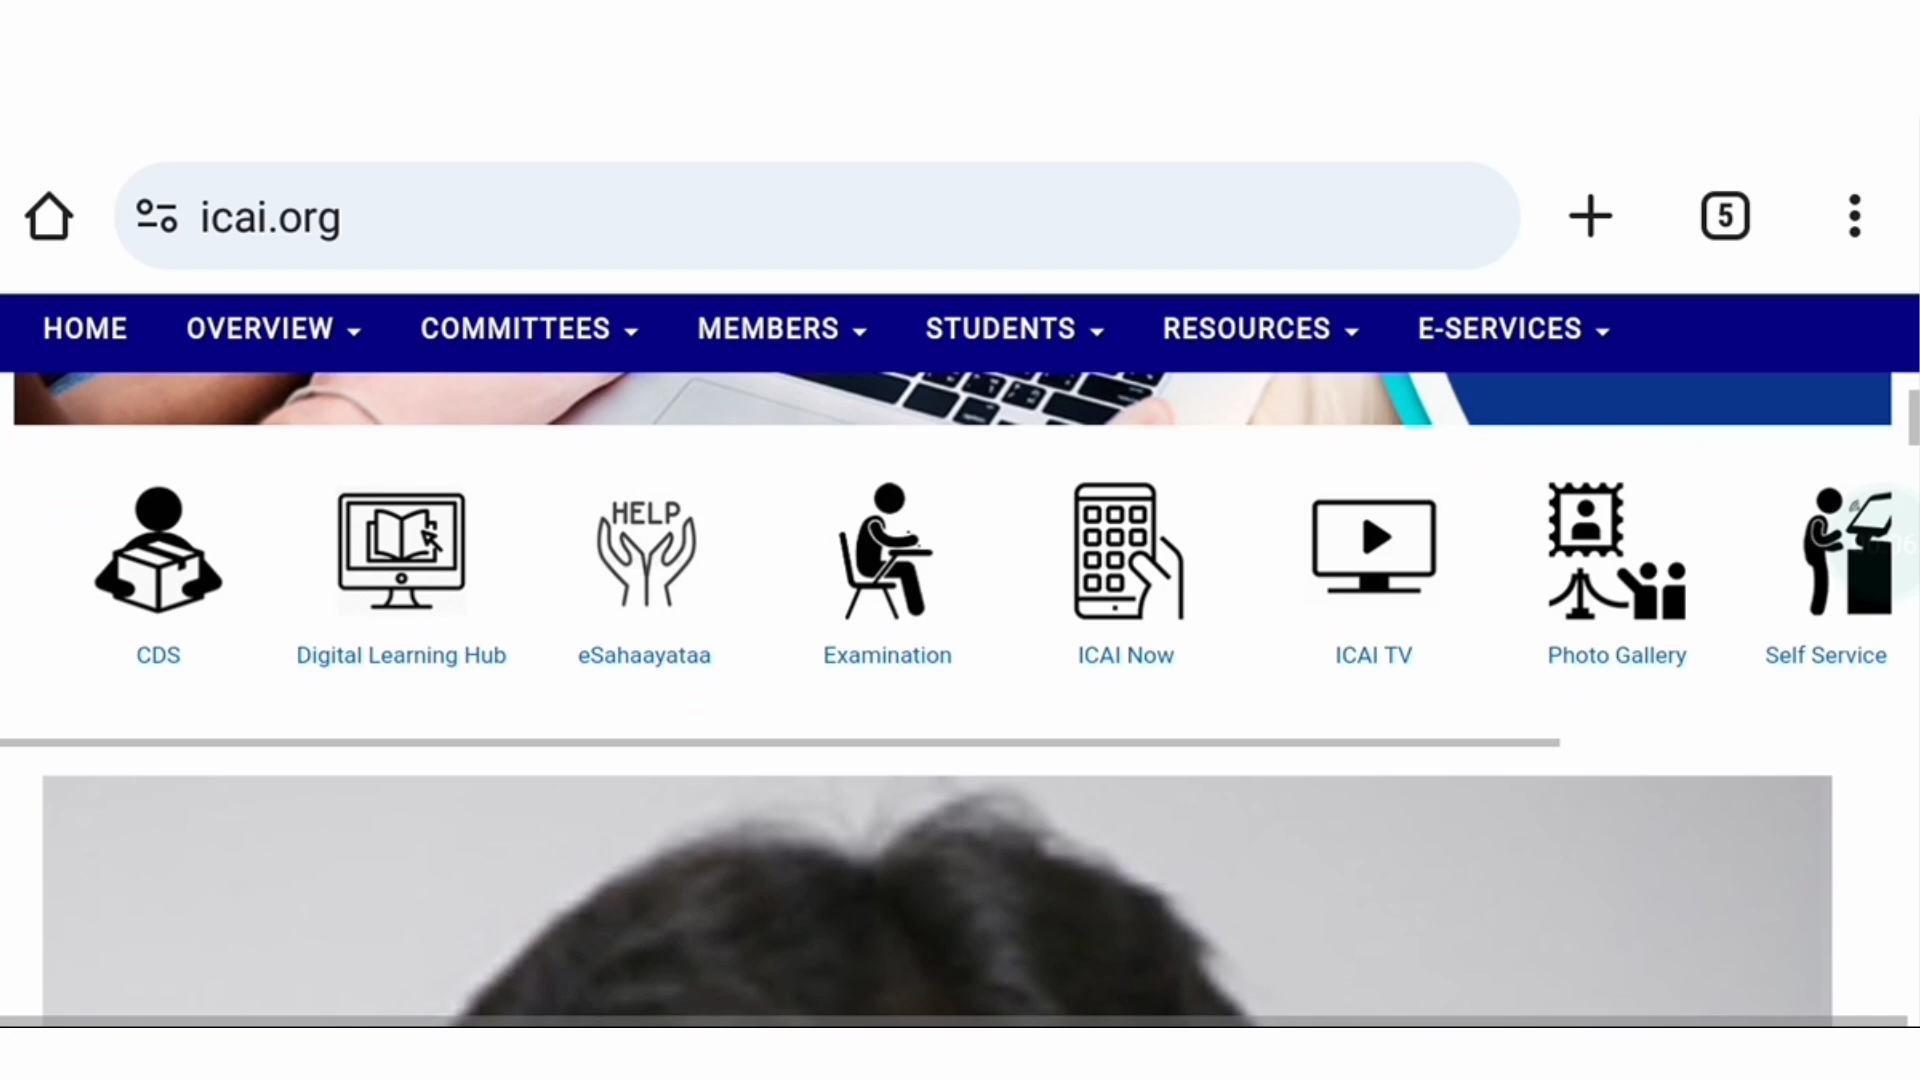 icai.org
5
HOME OVERVIEW COMMITTEES MEMBERS STUDENTS RESOURCES E-SERVICES
HELP
CDS Digital Learning Hub eSahaayataa Examination ICAI Now ICAI TV Photo Gallery Self Service